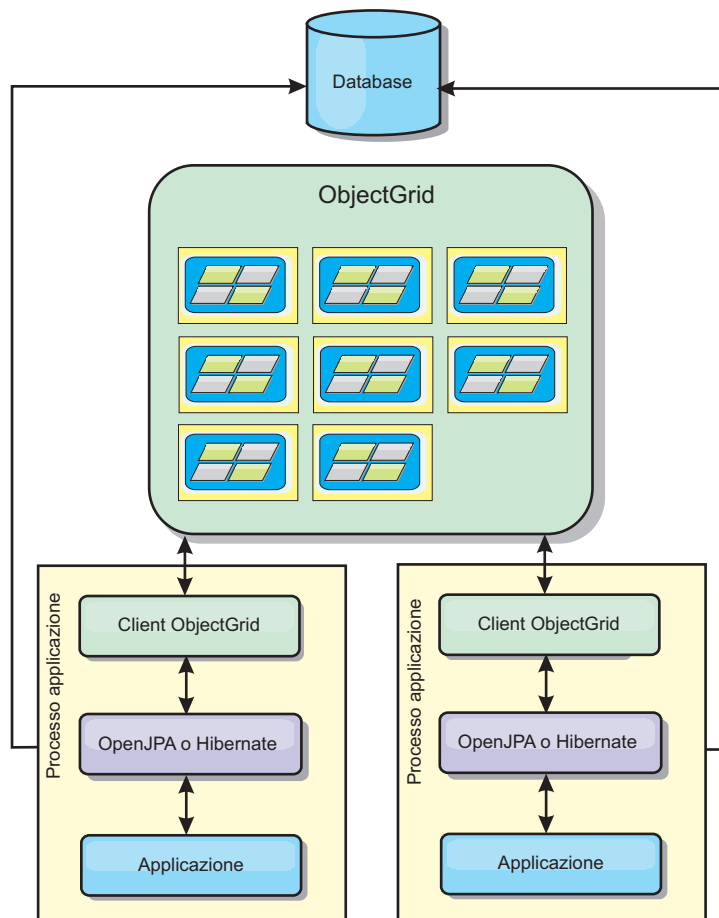 Database
ObjectGrid
Processo applicazione
Client ObjectGrid
OpenJPA o Hibernate
Applicazione
Processo applicazione
Client ObjectGrid
OpenJPA o Hibernate
Applicazione